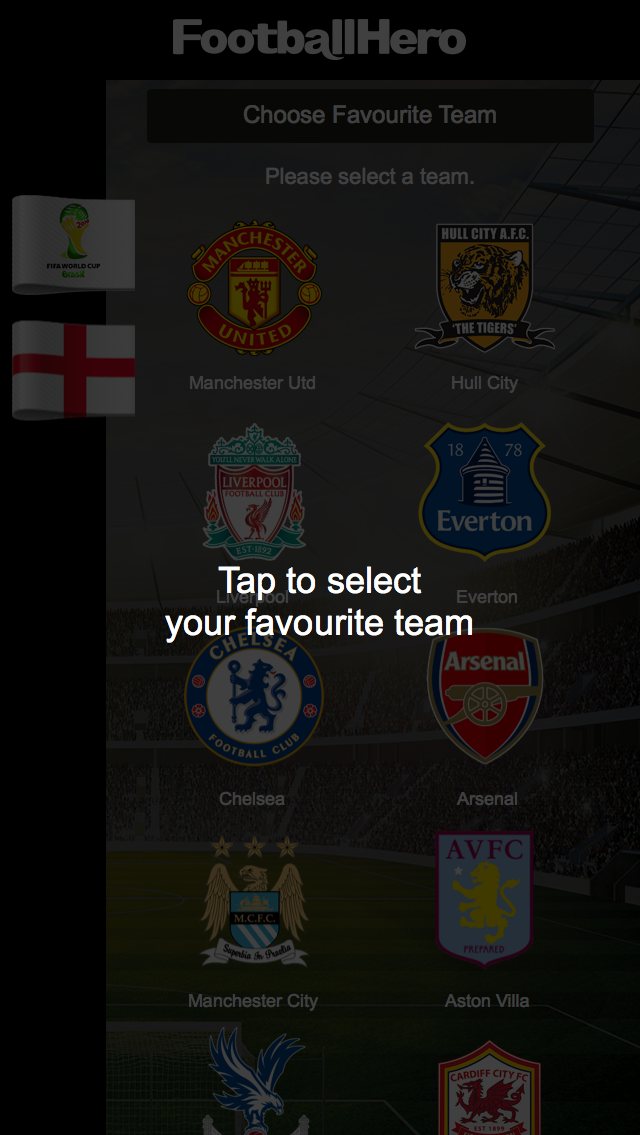 FootballHero
Choose Favourite Team
Please select a team.
FIFA WORLD CUP
Brasil
MANCHESTER
UNITED
Manchester Utd
HULL CITY A.F.C.
'THE TIGERS'
Hull City
YOU'LL NEVER WALK ALONE
LIVERPOOL
FOOTBALL CLUB
EST·1892
Liverpool
18 78
Everton
Everton
Tap to select
your favourite team
CHELSEA
FOOTBALL CLUB
Chelsea
Arsenal
Arsenal
M.C.F.C.
Superbia In Praelia
Manchester City
AVFC
PREPARED
Aston Villa
CARDIFF CITY FC
EST 1899